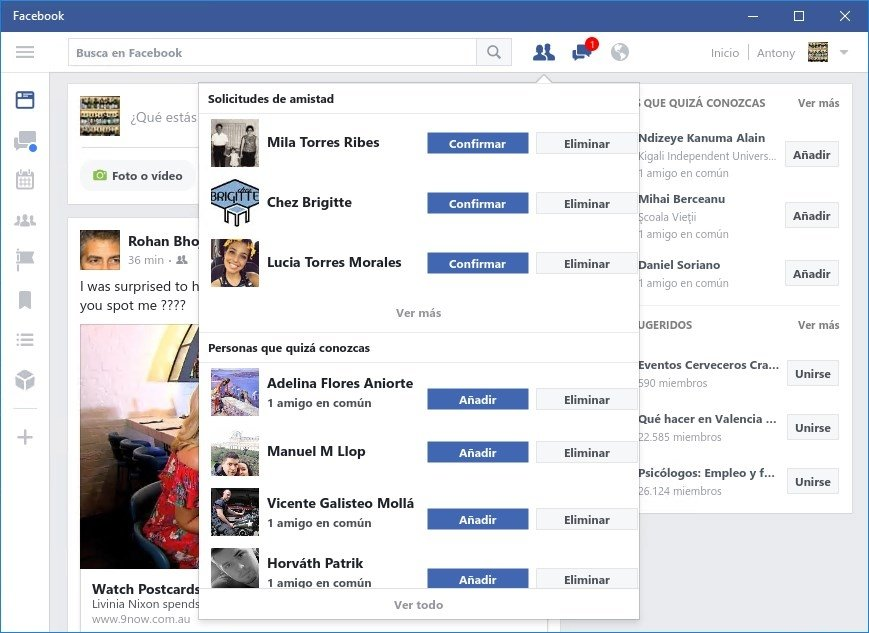 Facebook
Busca en Facebook
1
Inicio
Antony
¿Qué estás
Foto o vídeo
Rohan Bho
36 min
I was surprised to h
you spot me ????
Watch Postcards
Livinia Nixon spends
www.9now.com.au
Solicitudes de amistad
Mila Torres Ribes
Confirmar
Eliminar
BRIGITTE
Chez Brigitte
Confirmar
Eliminar
Lucia Torres Morales
Confirmar
Eliminar
Ver más
Personas que quizá conozcas
Adelina Flores Aniorte
1 amigo en común
Añadir
Eliminar
Manuel M Llop
Añadir
Eliminar
Vicente Galisteo Mollá
1 amigo en común
Añadir
Eliminar
Horváth Patrik
1 amigo en común
Añadir
Eliminar
Ver todo
S QUE QUIZÁ CONOZCAS
Ver más
Ndizeye Kanuma Alain
Kigali Independent Univers...
1 amigo en común
Añadir
Mihai Berceanu
Școala Vieții
1 amigo en común
Añadir
Daniel Soriano
1 amigo en común
Añadir
UGERIDOS
Ver más
Eventos Cerveceros Cra...
590 miembros
Unirse
Qué hacer en Valencia ...
22.585 miembros
Unirse
Psicólogos: Empleo y f...
26.124 miembros
Unirse